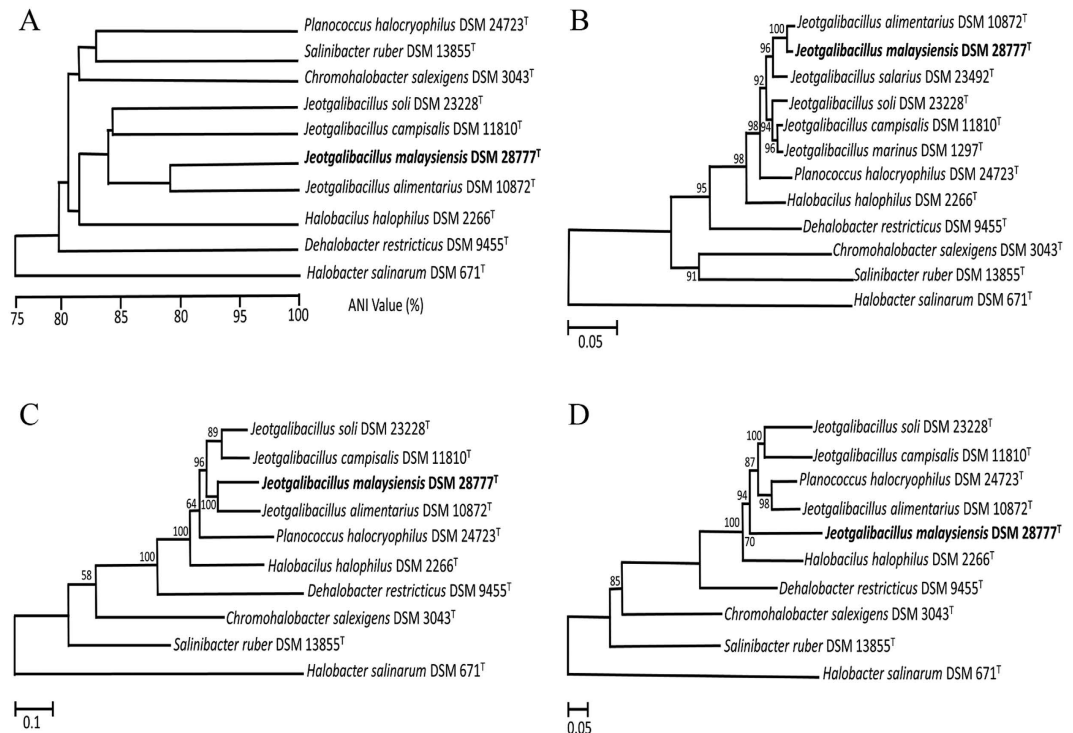 A
Planococcus halocryophilus DSM 24723ᵀ
Salinibacter ruber DSM 13855ᵀ
Chromohalobacter salexigens DSM 3043ᵀ
Jeotgalibacillus soli DSM 23228ᵀ
Jeotgalibacillus campisalis DSM 11810ᵀ
Jeotgalibacillus malaysiensis DSM 28777ᵀ
Jeotgalibacillus alimentarius DSM 10872ᵀ
Halobacilus halophilus DSM 2266ᵀ
Dehalobacter restricticus DSM 9455ᵀ
Halobacter salinarum DSM 671ᵀ
75 80 85 80 95 100 ANI Value (%)
B
Jeotgalibacillus alimentarius DSM 10872ᵀ
100
Jeotgalibacillus malaysiensis DSM 28777ᵀ
96
Jeotgalibacillus salarius DSM 23492ᵀ
92
Jeotgalibacillus soli DSM 23228ᵀ
98 94
Jeotgalibacillus campisalis DSM 11810ᵀ
96
Jeotgalibacillus marinus DSM 1297ᵀ
98
Planococcus halocryophilus DSM 24723ᵀ
95
Halobacilus halophilus DSM 2266ᵀ
Dehalobacter restricticus DSM 9455ᵀ
Chromohalobacter salexigens DSM 3043ᵀ
91
Salinibacter ruber DSM 13855ᵀ
Halobacter salinarum DSM 671ᵀ
0.05
C
89
Jeotgalibacillus soli DSM 23228ᵀ
Jeotgalibacillus campisalis DSM 11810ᵀ
96
Jeotgalibacillus malaysiensis DSM 28777ᵀ
64 100
Jeotgalibacillus alimentarius DSM 10872ᵀ
100
Planococcus halocryophilus DSM 24723ᵀ
100
Halobacilus halophilus DSM 2266ᵀ
58
Dehalobacter restricticus DSM 9455ᵀ
Chromohalobacter salexigens DSM 3043ᵀ
Salinibacter ruber DSM 13855ᵀ
Halobacter salinarum DSM 671ᵀ
0.1
D
100
Jeotgalibacillus soli DSM 23228ᵀ
Jeotgalibacillus campisalis DSM 11810ᵀ
87
Planococcus halocryophilus DSM 24723ᵀ
94 98
Jeotgalibacillus alimentarius DSM 10872ᵀ
100
Jeotgalibacillus malaysiensis DSM 28777ᵀ
70
Halobacilus halophilus DSM 2266ᵀ
85
Dehalobacter restricticus DSM 9455ᵀ
Chromohalobacter salexigens DSM 3043ᵀ
Salinibacter ruber DSM 13855ᵀ
Halobacter salinarum DSM 671ᵀ
0.05